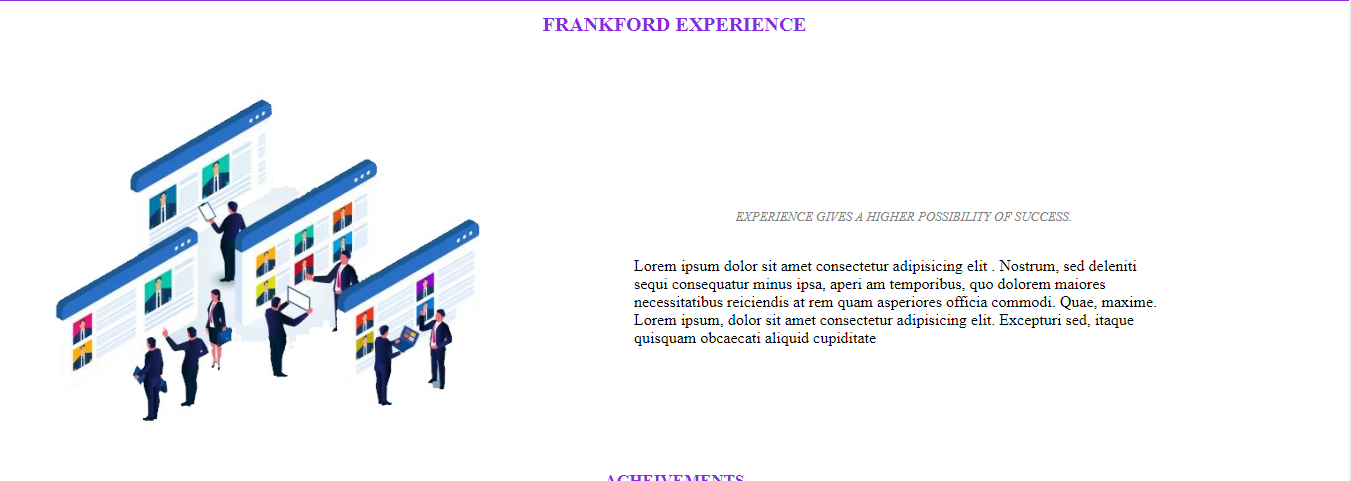 FRANKFORD EXPERIENCE
EXPERIENCE GIVES A HIGHER POSSIBILITY OF SUCCESS.
Lorem ipsum dolor sit amet consectetur adipisicing elit . Nostrum, sed deleniti
sequi consequatur minus ipsa, aperi am temporibus, quo dolorem maiores
necessitatibus reiciendis at rem quam asperiores officia commodi. Quae, maxime.
Lorem ipsum, dolor sit amet consectetur adipisicing elit. Excepturi sed, itaque
quisquam obcaecati aliquid cupiditate
ACHEIVEMENTS